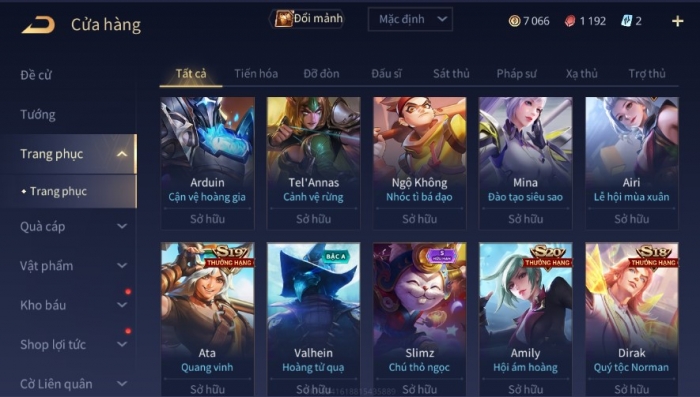 Cửa hàng
Đổi mảnh
Mặc định
7 066
1 192
2
Đề cử
Tướng
Trang phục
Trang phục
Quà cáp
Vật phẩm
Kho báu
Shop lợi tức
Cờ Liên quân
Tất cả Tiến hóa Đỡ đòn Đấu sĩ Sát thủ Pháp sư Xạ thủ Trợ thủ
Arduin Tel'Annas Ngộ Không Mina Airi
Cận vệ hoàng gia Cảnh vệ rừng Nhóc tì bá đạo Đào tạo siêu sao Lễ hội mùa xuân
Sở hữu Sở hữu Sở hữu Sở hữu Sở hữu
S19 BẬC A S S20 S18
THƯỞNG HẠNG HỮU HẠN THƯỞNG HẠNG THƯỞNG HẠNG
Ata Valhein Slimz Amily Dirak
Quang vinh Hoàng tử quạ Chú thỏ ngọc Hội ám hoàng Quý tộc Norman
Sở hữu Sở hữu Sở hữu Sở hữu Sở hữu